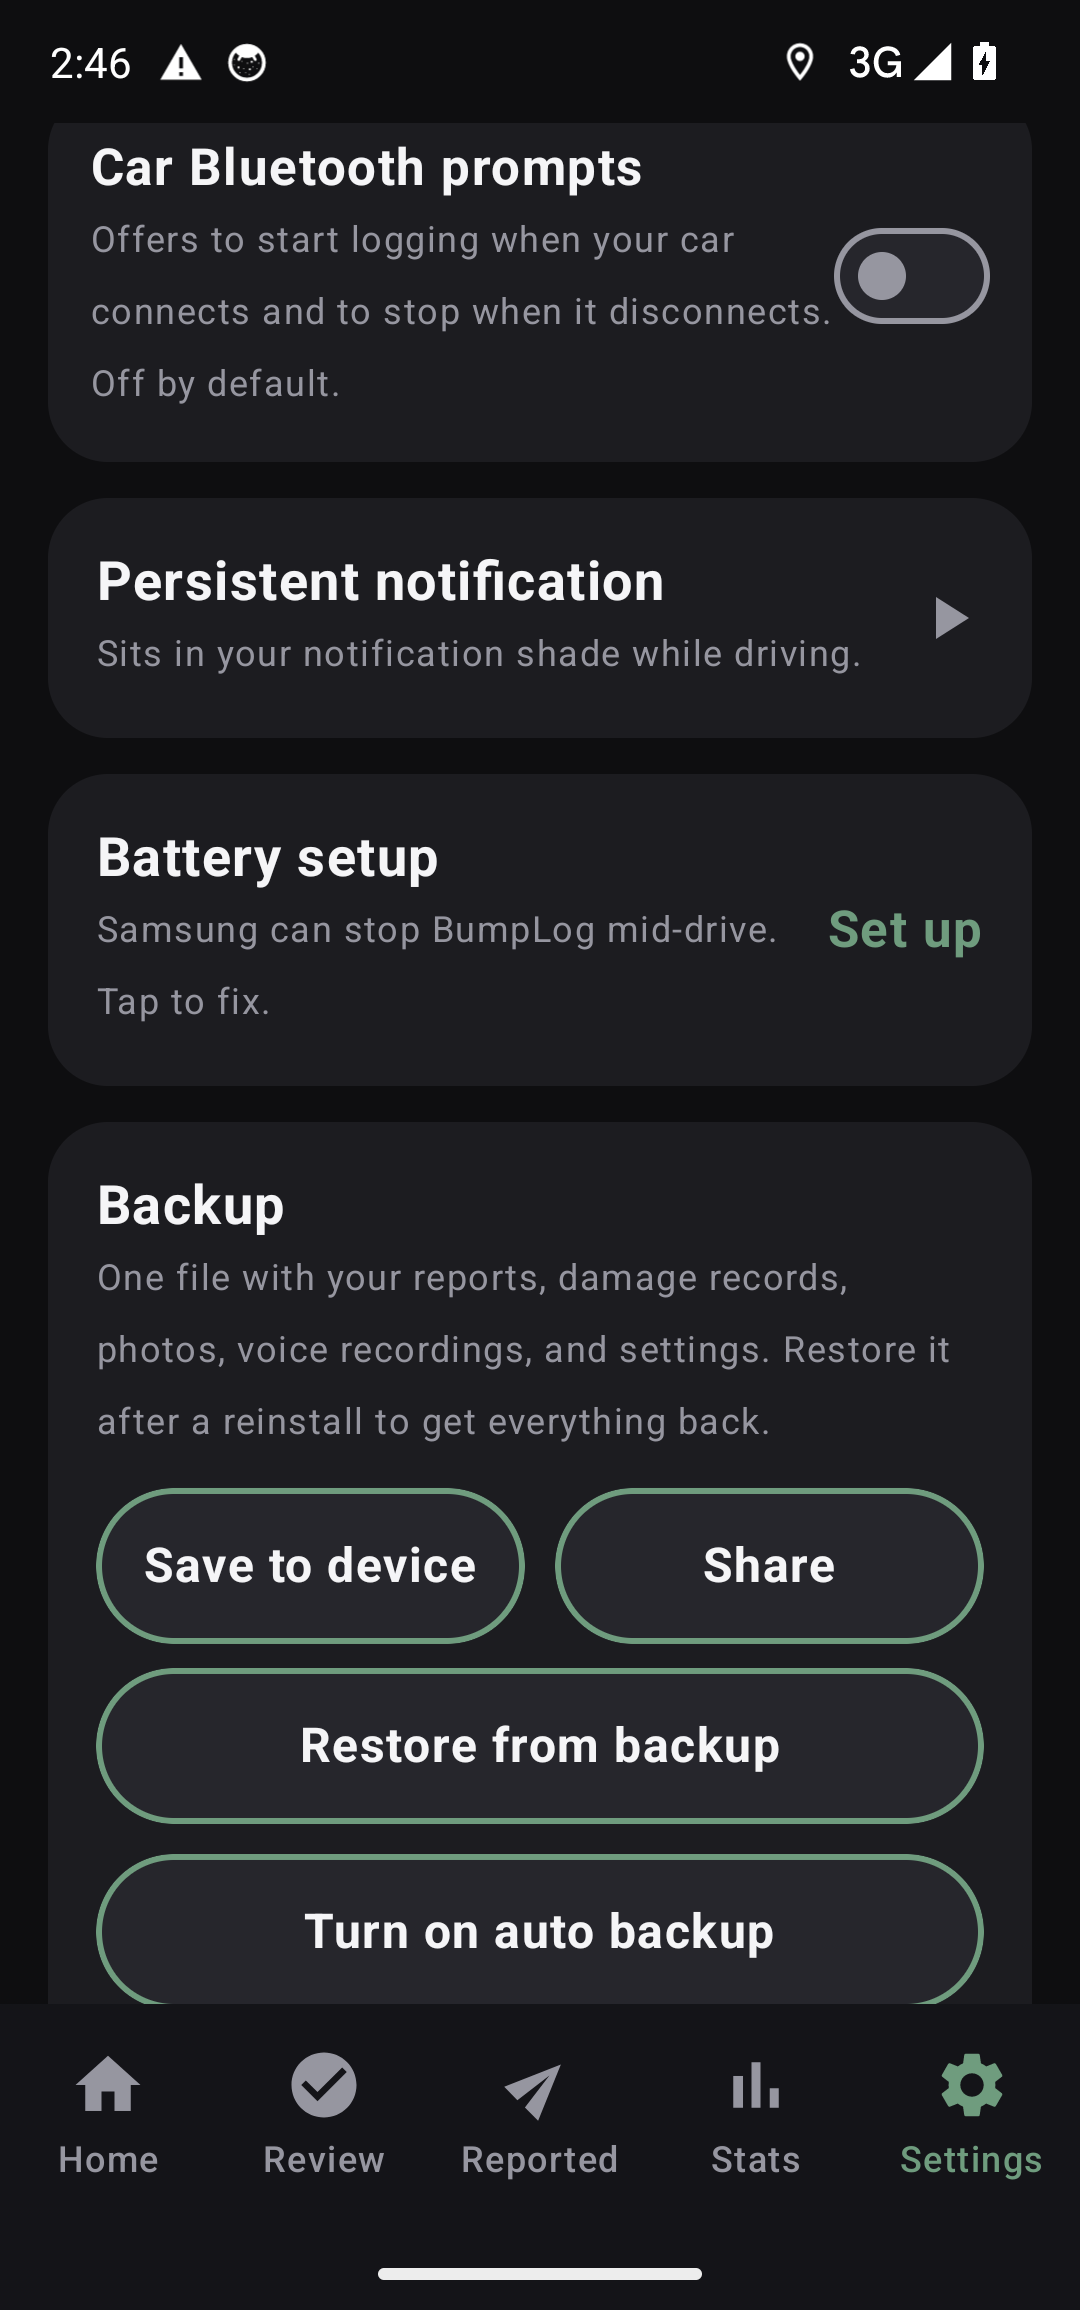 2:46
3G
Car Bluetooth prompts
Offers to start logging when your car
connects and to stop when it disconnects.
Off by default.
Persistent notification
Sits in your notification shade while driving.
Battery setup
Samsung can stop BumpLog mid-drive.
Tap to fix.
Set up
Backup
One file with your reports, damage records,
photos, voice recordings, and settings. Restore it
after a reinstall to get everything back.
Save to device
Share
Restore from backup
Turn on auto backup
Home
Review
Reported
Stats
Settings